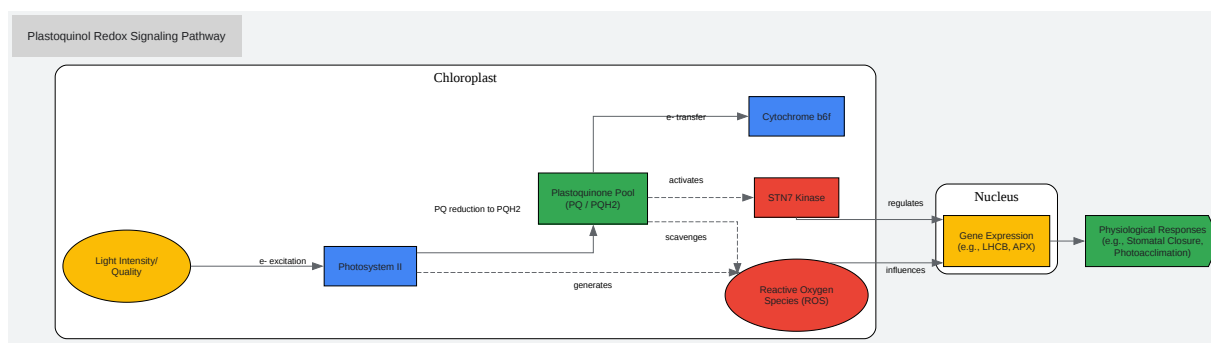 Plastoquinol Redox Signaling Pathway
Chloroplast
e- transfer
Cytochrome b6f
Plastoquinone Pool
(PQ / PQH2)
activates
STN7 Kinase
PQ reduction to PQH2
scavenges
regulates
Nucleus
Gene Expression
(e.g., LHCB, APX)
Physiological Responses
(e.g., Stomatal Closure,
Photoacclimation)
Light Intensity/
Quality
e- excitation
Photosystem II
generates
Reactive Oxygen
Species (ROS)
influences